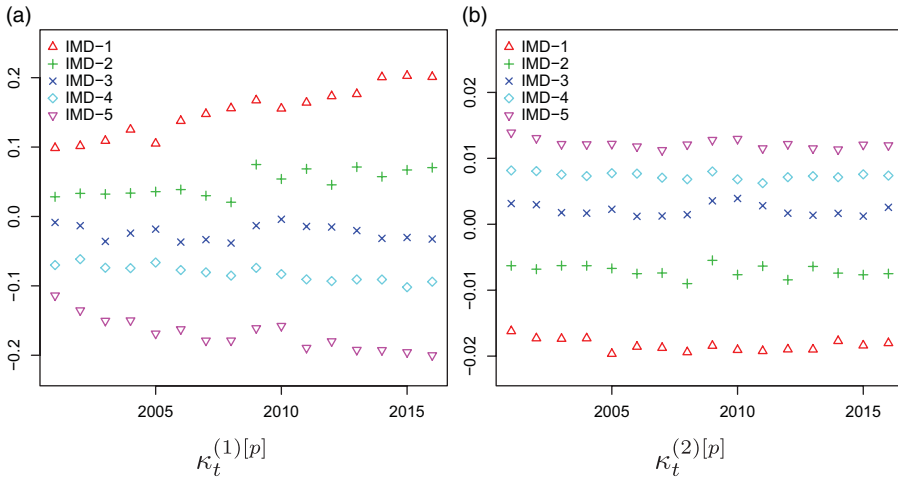 (a)
IMD−1
IMD−2
IMD−3
IMD−4
IMD−5
0.2
0.1
0.0
−0.1
−0.2
2005 2010 2015
κ_t^{(1)[p]}
(b)
IMD−1
IMD−2
IMD−3
IMD−4
IMD−5
0.02
0.01
0.00
−0.01
−0.02
2005 2010 2015
κ_t^{(2)[p]}